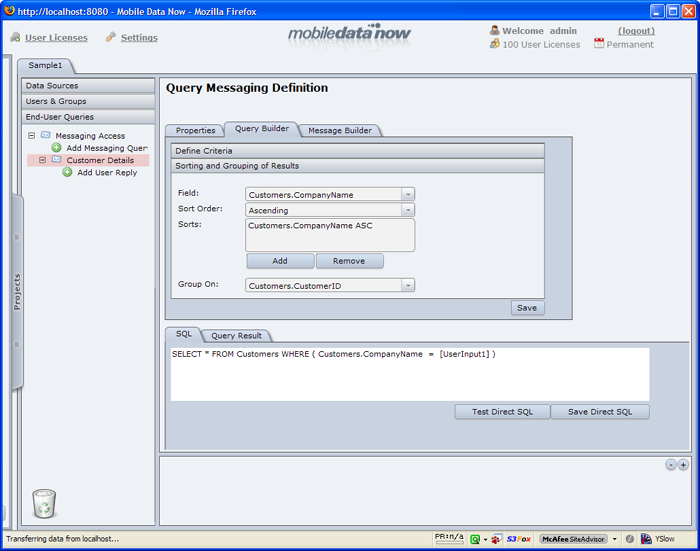 http://localhost:8080 - Mobile Data Now - Mozilla Firefox
User Licenses
Settings
mobiledata now
Welcome admin
(logout)
100 User Licenses
Permanent
Sample1
Data Sources
Users & Groups
End-User Queries
Messaging Access
Add Messaging Quer
Customer Details
Add User Reply
Projects
Query Messaging Definition
Properties
Query Builder
Message Builder
Define Criteria
Sorting and Grouping of Results
Field:
Customers.CompanyName
Sort Order:
Ascending
Sorts:
Customers.CompanyName ASC
Add
Remove
Group On:
Customers.CustomerID
Save
SQL
Query Result
SELECT * FROM Customers WHERE ( Customers.CompanyName = [UserInput1] )
Test Direct SQL
Save Direct SQL
Transferring data from localhost...
PR:n/a
S3Fox
McAfee SiteAdvisor
YSlow